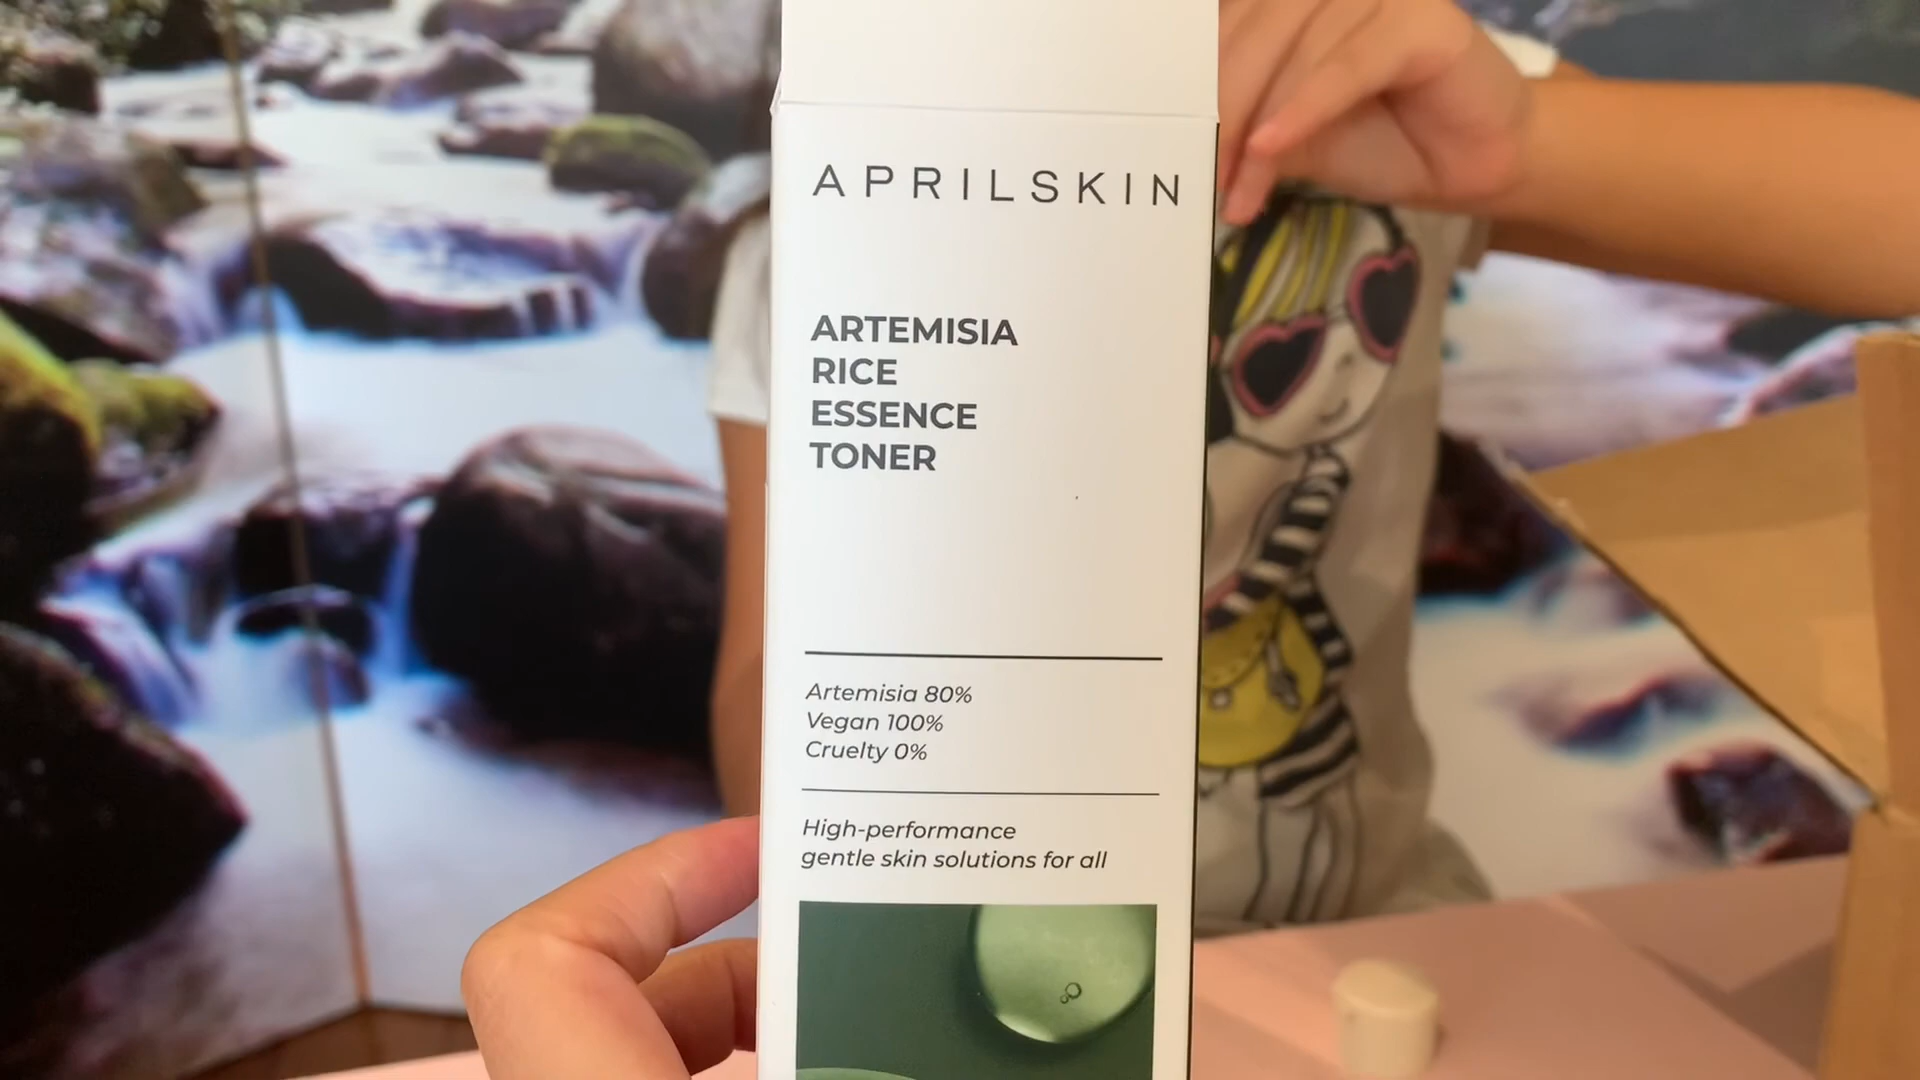 APRILSKIN
ARTEMISIA
RICE
ESSENCE
TONER
Artemisia 80%
Vegan 100%
Cruelty 0%
High-performance
gentle skin solutions for all